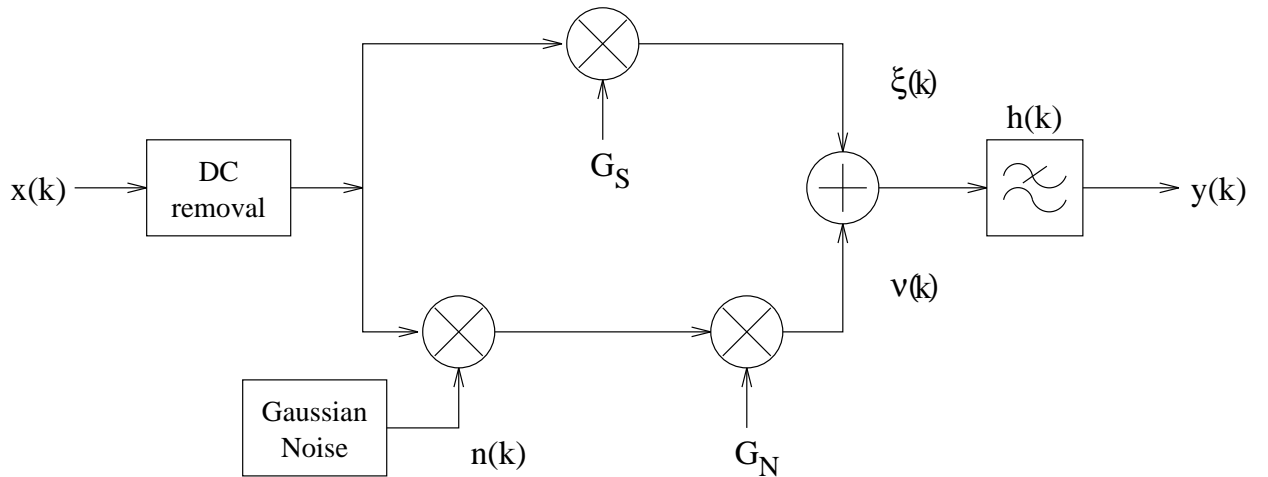 ξ(k)
h(k)
G_S
x(k)
DC
removal
y(k)
ν(k)
Gaussian
Noise
n(k)
G_N